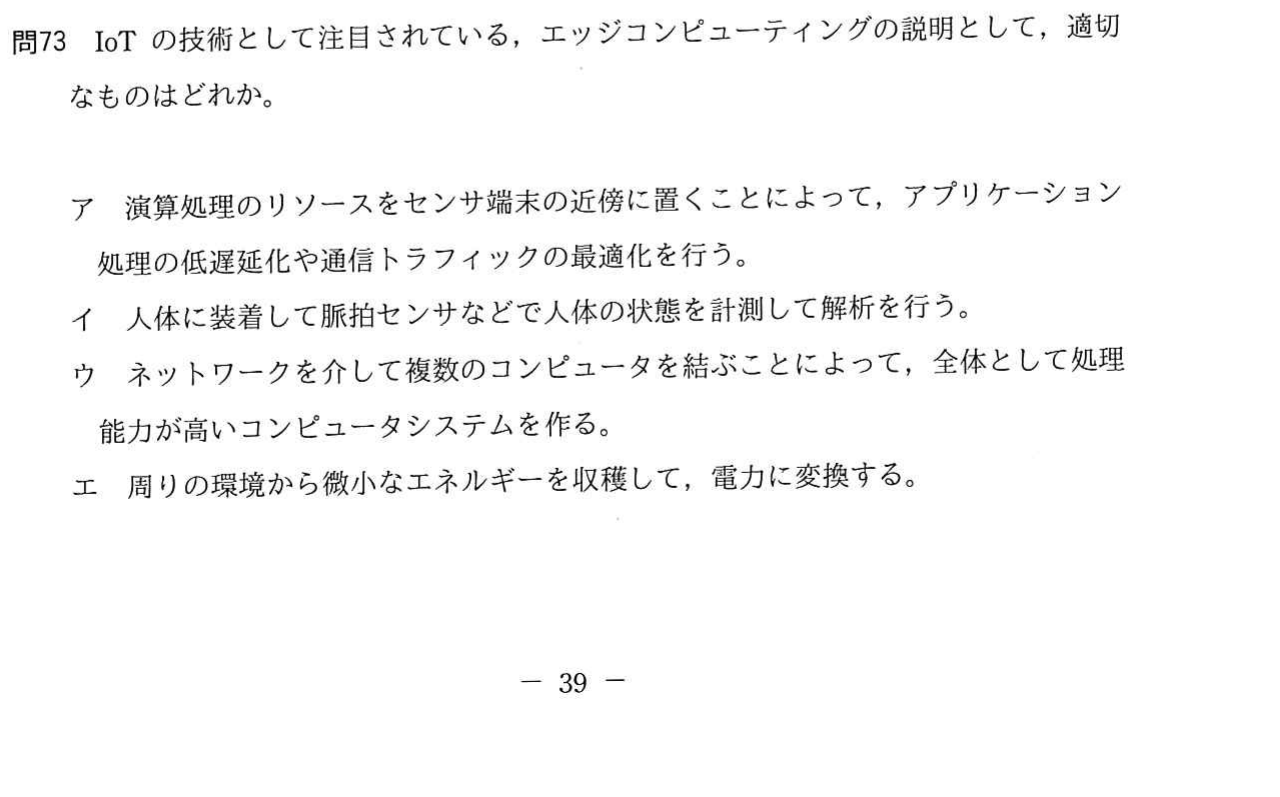 問73 IoT の技術として注目されている，エッジコンピューティングの説明として，適切
なものはどれか。
ア 演算処理のリソースをセンサ端末の近傍に置くことによって，アプリケーション
処理の低遅延化や通信トラフィックの最適化を行う。
イ 人体に装着して脈拍センサなどで人体の状態を計測して解析を行う。
ウ ネットワークを介して複数のコンピュータを結ぶことによって，全体として処理
能力が高いコンピュータシステムを作る。
エ 周りの環境から微小なエネルギーを収穫して，電力に変換する。
－ 39 －